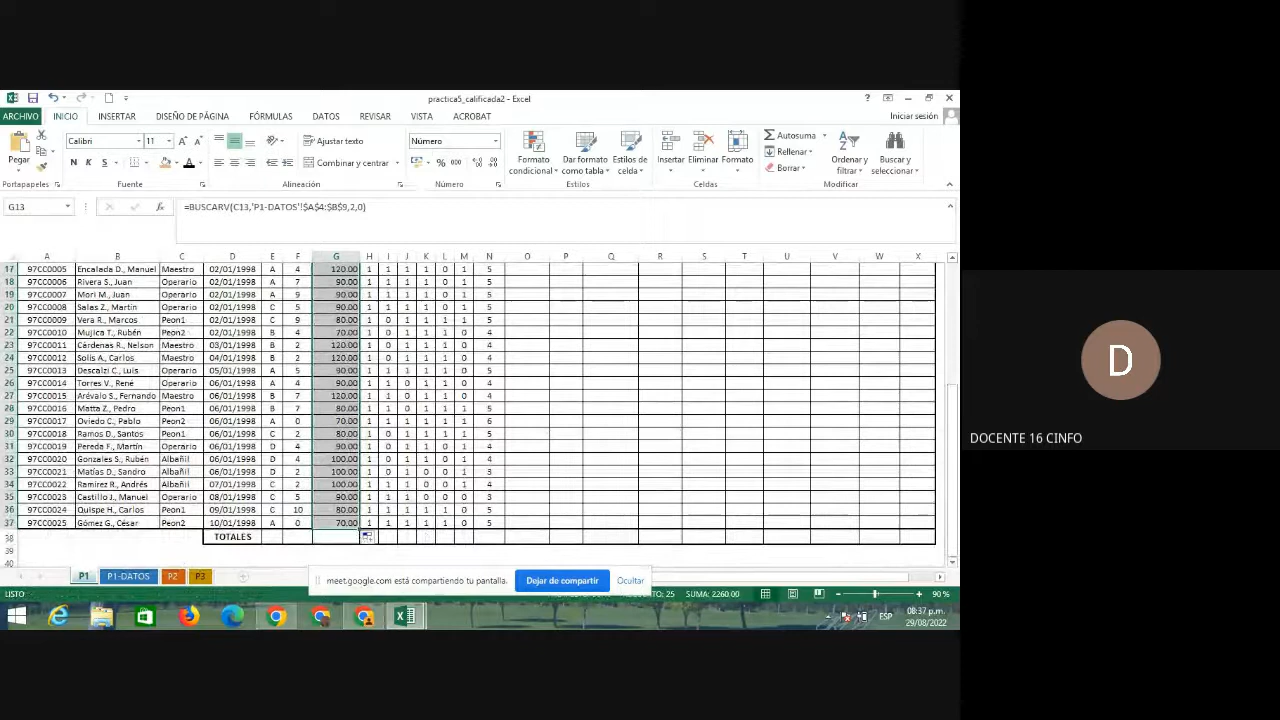 practica5_calificada2 - Excel
ARCHIVO INICIO INSERTAR DISEÑO DE PÁGINA FÓRMULAS DATOS REVISAR VISTA ACROBAT Iniciar sesión
Calibri 11 Ajustar texto Número Autosuma
Pegar N K S Combinar y centrar % 000 Formato condicional Dar formato como tabla Estilos de celda Insertar Eliminar Formato Rellenar Borrar Ordenar y filtrar Buscar y seleccionar
Portapapeles Fuente Alineación Número Estilos Celdas Modificar
G13 fx =BUSCARV(C13,'P1-DATOS'!$A$4:$B$9,2,0)
A B C D E F G H I J K L M N O P Q R S T U V W X
17 97CC0005 Encalada D., Manuel Maestro 02/01/1998 A 4 120.00 1 1 1 1 0 1 5
18 97CC0006 Rivera S., Juan Operario 02/01/1998 A 7 90.00 1 1 1 1 0 1 5
19 97CC0007 Mori M., Juan Operario 02/01/1998 A 9 90.00 1 1 1 1 0 1 5
20 97CC0008 Salas Z., Martín Operario 02/01/1998 C 5 90.00 1 1 1 1 0 1 5
21 97CC0009 Vera R., Marcos Peon1 02/01/1998 C 9 80.00 1 1 0 1 1 1 5
22 97CC0010 Mujica T., Rubén Peon2 02/01/1998 B 4 70.00 1 0 1 1 1 0 4
23 97CC0011 Cárdenas R., Nelson Maestro 03/01/1998 B 2 120.00 1 0 1 1 1 0 4
24 97CC0012 Solis A., Carlos Maestro 04/01/1998 B 2 120.00 1 0 1 1 1 0 4
25 97CC0013 Descalzi C., Luis Operario 05/01/1998 A 5 90.00 1 1 1 1 1 0 5
26 97CC0014 Torres V., René Operario 06/01/1998 A 4 90.00 1 1 0 1 1 0 4
27 97CC0015 Arévalo S., Fernando Maestro 06/01/1998 B 7 120.00 1 1 0 1 1 0 4
28 97CC0016 Matta Z., Pedro Peon1 06/01/1998 B 7 80.00 1 1 0 1 1 1 5
29 97CC0017 Oviedo C., Pablo Peon2 06/01/1998 A 0 70.00 1 1 1 1 1 1 6
30 97CC0018 Ramos D., Santos Peon1 06/01/1998 C 2 80.00 1 0 1 1 1 1 5
31 97CC0019 Pereda F., Martín Operario 06/01/1998 D 4 90.00 1 0 1 1 0 1 4
32 97CC0020 Gonzales S., Rubén Albañil 06/01/1998 D 4 100.00 1 1 1 0 0 1 4
33 97CC0021 Matías D., Sandro Albañil 06/01/1998 D 2 100.00 1 0 1 0 0 1 3
34 97CC0022 Ramírez R., Andrés Albañil 07/01/1998 C 2 100.00 1 1 1 0 0 1 4
35 97CC0023 Castillo J., Manuel Operario 08/01/1998 C 5 90.00 1 1 1 0 0 0 3
36 97CC0024 Quispe H., Carlos Peon1 09/01/1998 C 10 80.00 1 1 1 1 0 1 5
37 97CC0025 Gómez G., César Peon2 10/01/1998 A 0 70.00 1 1 1 1 1 0 5
38 TOTALES
39
40
P1 P1-DATOS P2 P3
meet.google.com está compartiendo tu pantalla. Dejar de compartir Ocultar
LISTO 25 SUMA: 2260.00 90 %
ESP 08:37 p.m.
29/08/2022
D
DOCENTE 16 CINFO